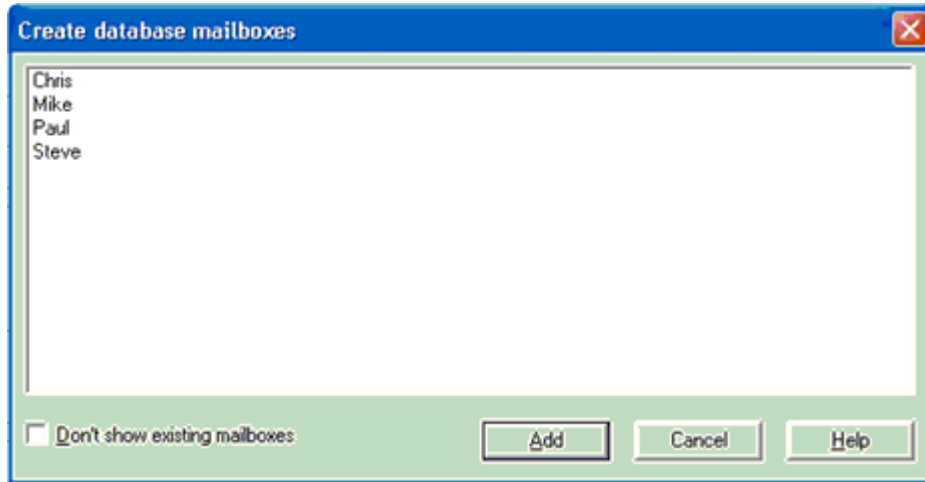 Create database mailboxes
Chris
Mike
Paul
Steve
Don't show existing mailboxes
Add
Cancel
Help